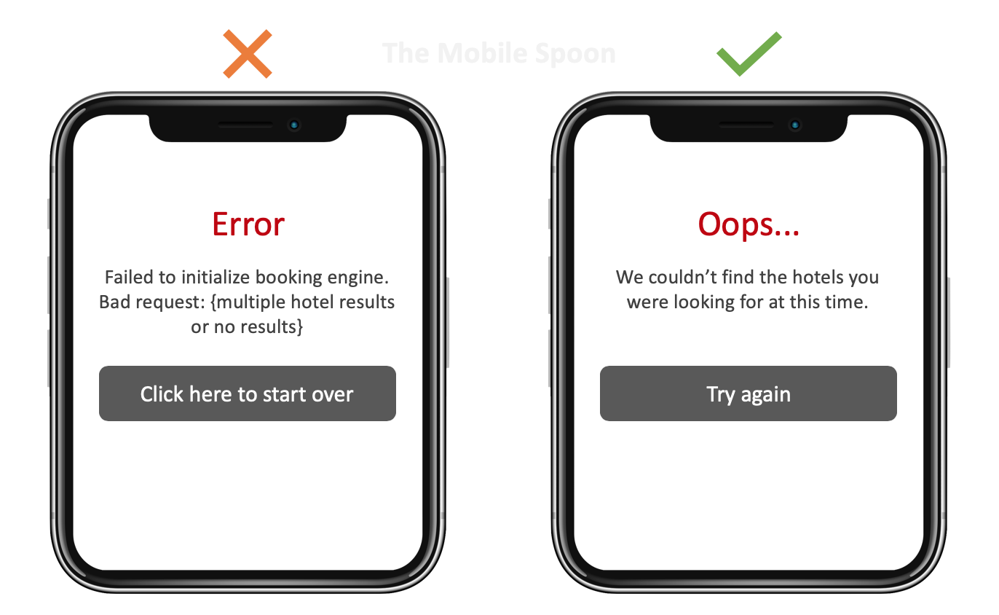 The Mobile Spoon
Error
Failed to initialize booking engine.
Bad request: {multiple hotel results
or no results}
Click here to start over
Oops...
We couldn’t find the hotels you
were looking for at this time.
Try again